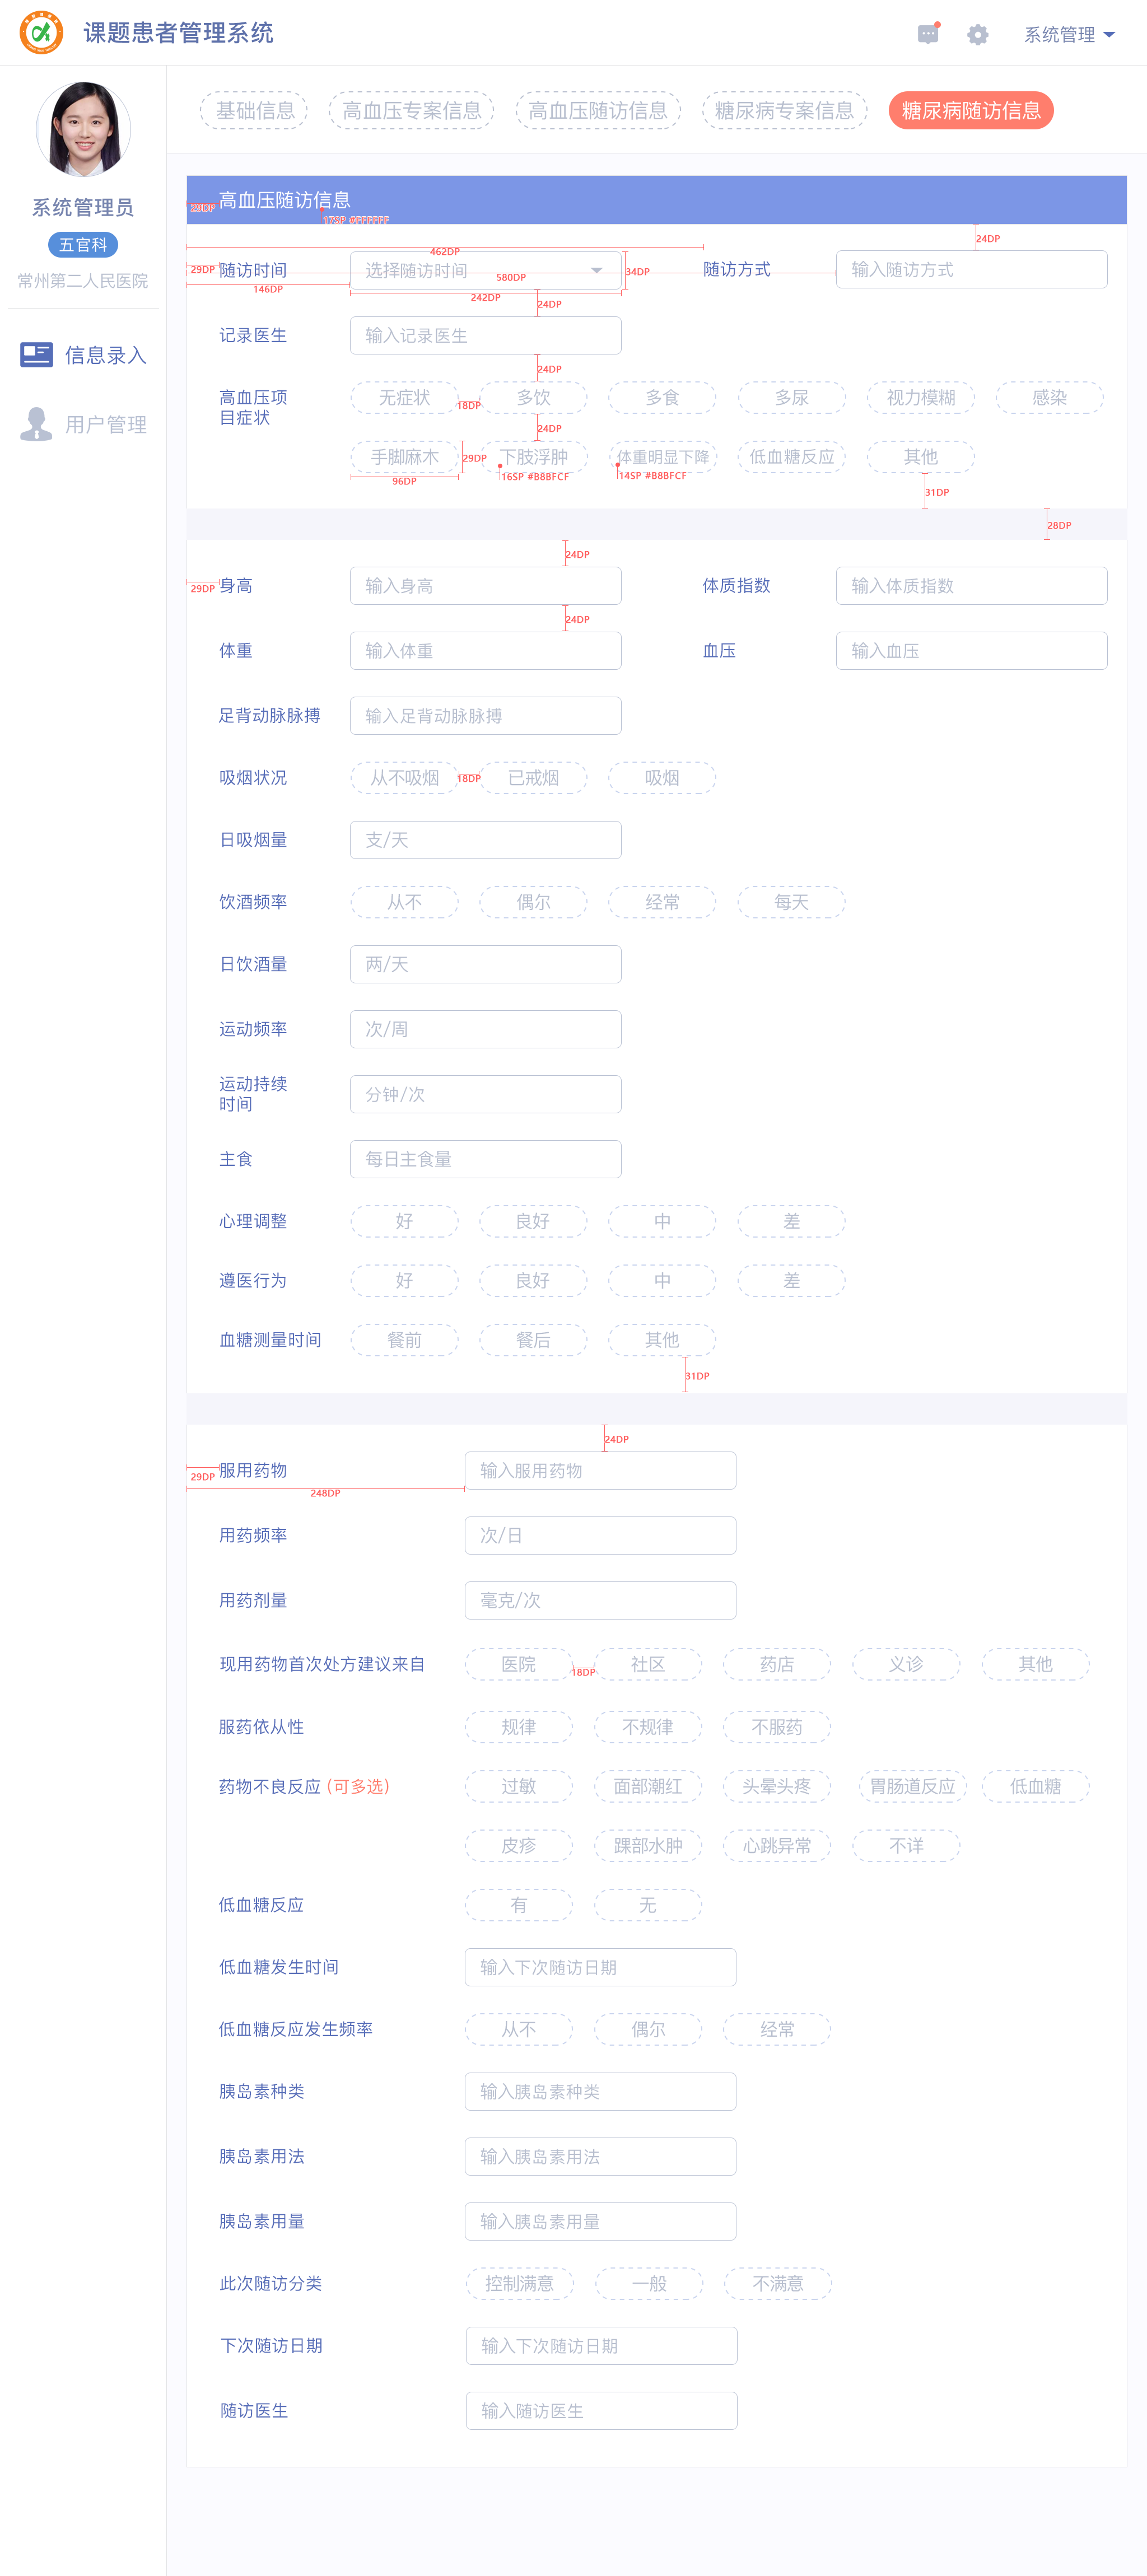 课题患者管理系统
系统管理
系统管理员
五官科
常州第二人民医院
信息录入
用户管理
基础信息
高血压专案信息
高血压随访信息
糖尿病专案信息
糖尿病随访信息
高血压随访信息
29DP
17SP #FFFFFF
462DP
24DP
随访时间
选择随访时间
34DP
随访方式
输入随访方式
29DP
580DP
146DP
242DP
24DP
记录医生
输入记录医生
24DP
高血压项
目症状
无症状
18DP
多饮
多食
多尿
视力模糊
感染
24DP
手脚麻木
29DP
下肢浮肿
体重明显下降
低血糖反应
其他
96DP
16SP #B8BFCF
14SP #B8BFCF
31DP
28DP
24DP
29DP
身高
输入身高
体质指数
输入体质指数
24DP
体重
输入体重
血压
输入血压
足背动脉脉搏
输入足背动脉脉搏
吸烟状况
从不吸烟
18DP
已戒烟
吸烟
日吸烟量
支/天
饮酒频率
从不
偶尔
经常
每天
日饮酒量
两/天
运动频率
次/周
运动持续
时间
分钟/次
主食
每日主食量
心理调整
好
良好
中
差
遵医行为
好
良好
中
差
血糖测量时间
餐前
餐后
其他
31DP
24DP
29DP
服用药物
输入服用药物
248DP
用药频率
次/日
用药剂量
毫克/次
现用药物首次处方建议来自
医院
18DP
社区
药店
义诊
其他
服药依从性
规律
不规律
不服药
药物不良反应 (可多选)
过敏
面部潮红
头晕头疼
胃肠道反应
低血糖
皮疹
踝部水肿
心跳异常
不详
低血糖反应
有
无
低血糖发生时间
输入下次随访日期
低血糖反应发生频率
从不
偶尔
经常
胰岛素种类
输入胰岛素种类
胰岛素用法
输入胰岛素用法
胰岛素用量
输入胰岛素用量
此次随访分类
控制满意
一般
不满意
下次随访日期
输入下次随访日期
随访医生
输入随访医生